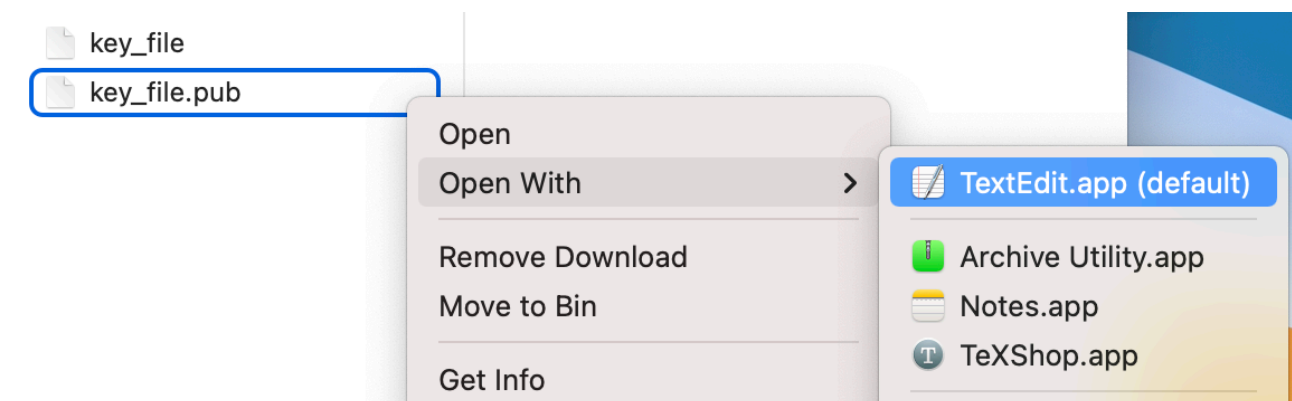 key_file
key_file.pub
Open
Open With
Remove Download
Move to Bin
Get Info
TextEdit.app (default)
Archive Utility.app
Notes.app
TeXShop.app